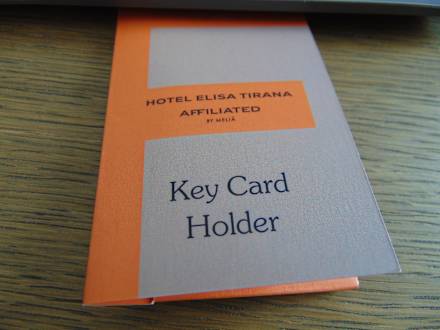 HOTEL ELISA TIRANA
AFFILIATED
BY MELIÃ
Key Card
Holder